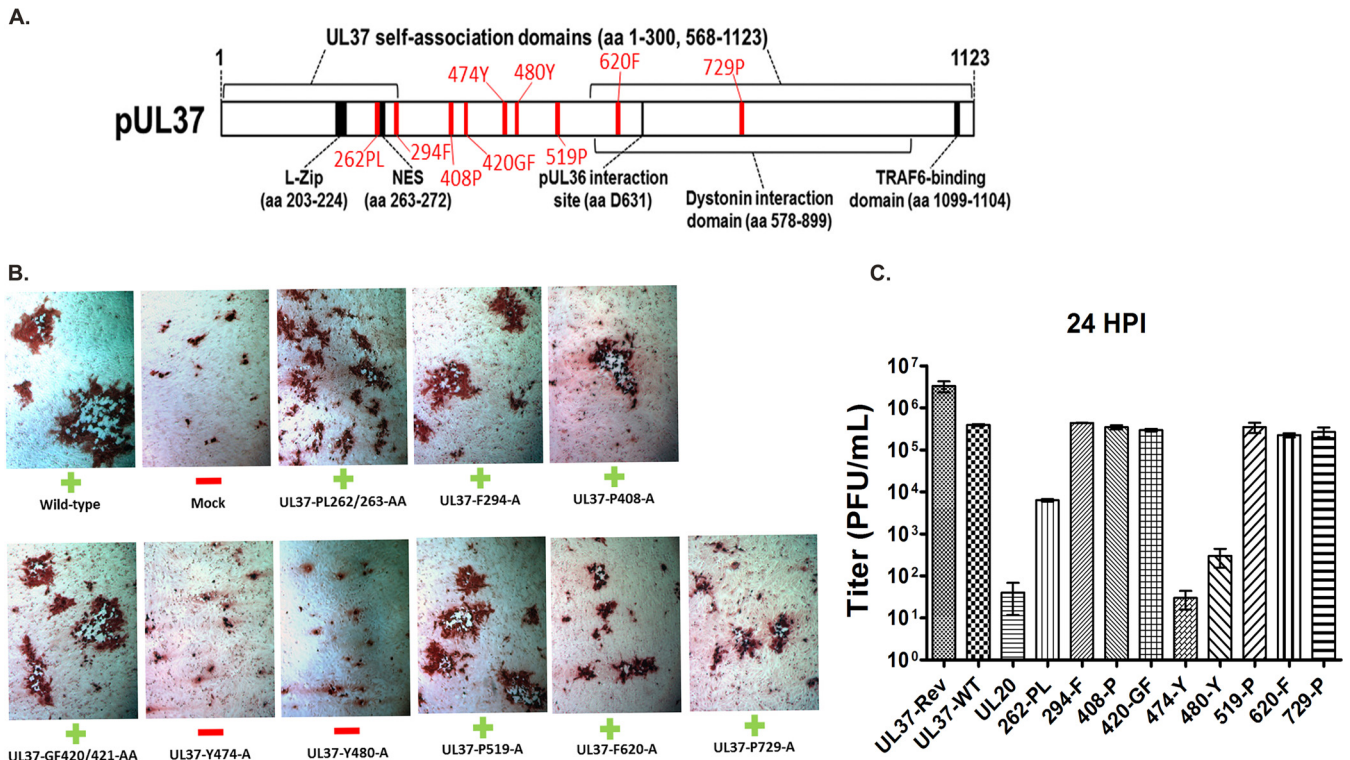 A.
UL37 self-association domains (aa 1-300, 568-1123)
1
1123
474Y
480Y
620F
729P
pUL37
262PL
294F
408P
420GF
519P
L-Zip
(aa 203-224)
NES
(aa 263-272)
pUL36 interaction
site (aa D631)
Dystonin interaction
domain (aa 578-899)
TRAF6-binding
domain (aa 1099-1104)
B.
Wild-type
Mock
UL37-PL262/263-AA
UL37-F294-A
UL37-P408-A
UL37-GF420/421-AA
UL37-Y474-A
UL37-Y480-A
UL37-P519-A
UL37-F620-A
UL37-P729-A
C.
24 HPI
Titer (PFU/mL)
10⁷
10⁶
10⁵
10⁴
10³
10²
10¹
10⁰
UL37-Rev
UL37-WT
UL20
262-PL
294-F
408-P
420-GF
474-Y
480-Y
519-P
620-F
729-P